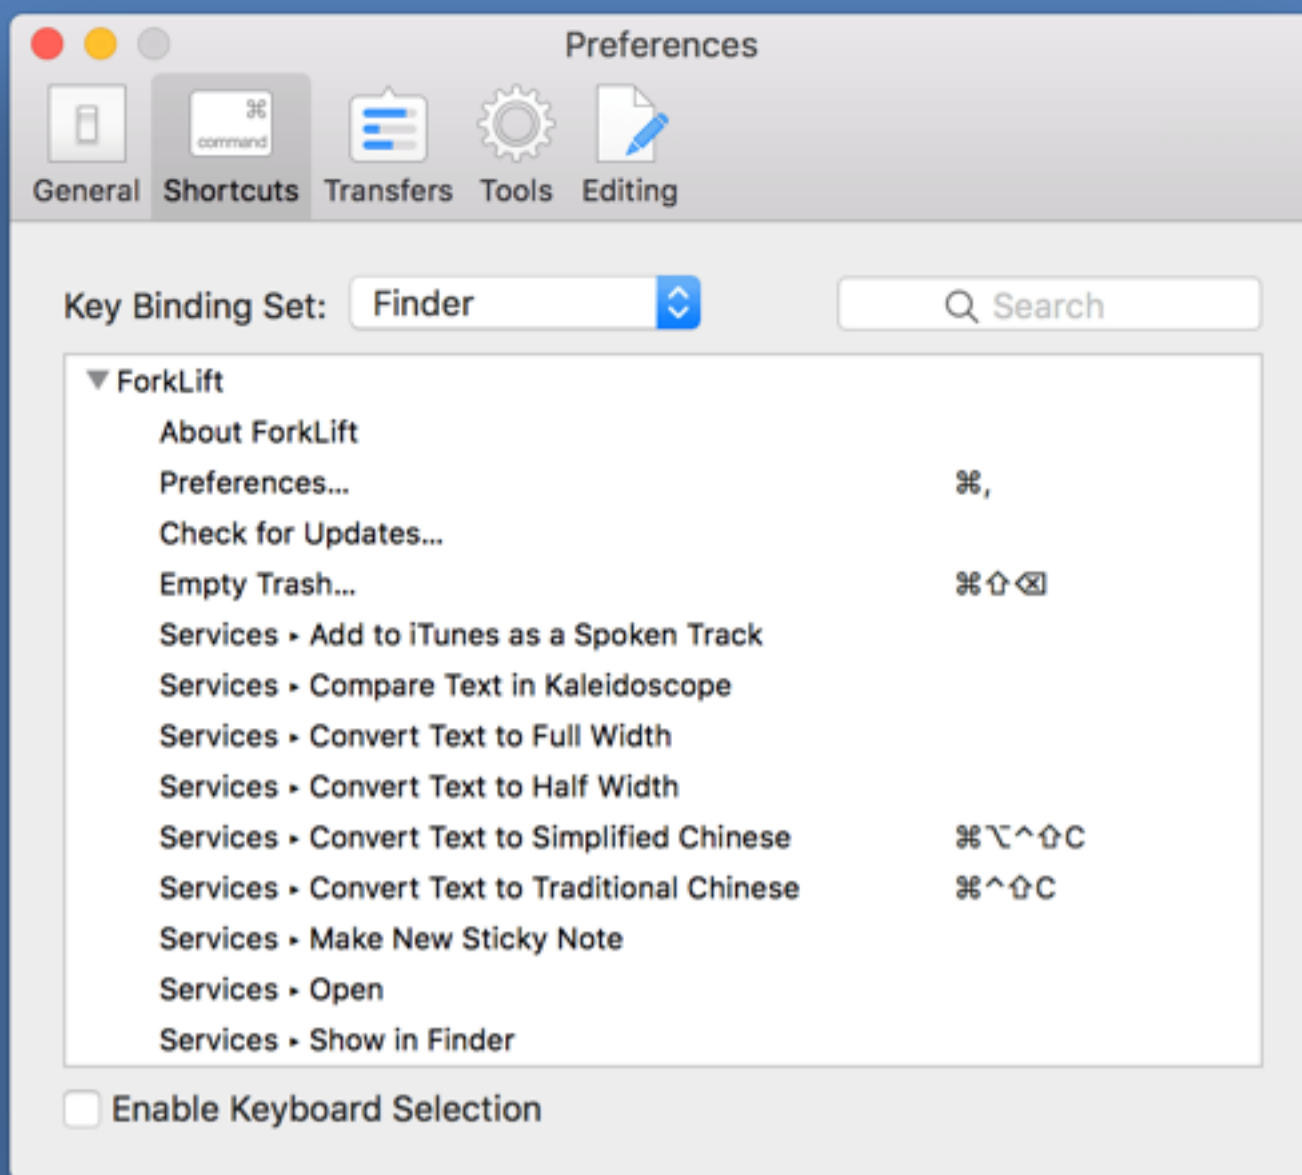 Preferences
⌘
command
General Shortcuts Transfers Tools Editing
Key Binding Set: Finder Search
▼ ForkLift
About ForkLift
Preferences... ⌘,
Check for Updates...
Empty Trash... ⌘⇧⌫
Services ▸ Add to iTunes as a Spoken Track
Services ▸ Compare Text in Kaleidoscope
Services ▸ Convert Text to Full Width
Services ▸ Convert Text to Half Width
Services ▸ Convert Text to Simplified Chinese ⌘⌥^⇧C
Services ▸ Convert Text to Traditional Chinese ⌘^⇧C
Services ▸ Make New Sticky Note
Services ▸ Open
Services ▸ Show in Finder
Enable Keyboard Selection